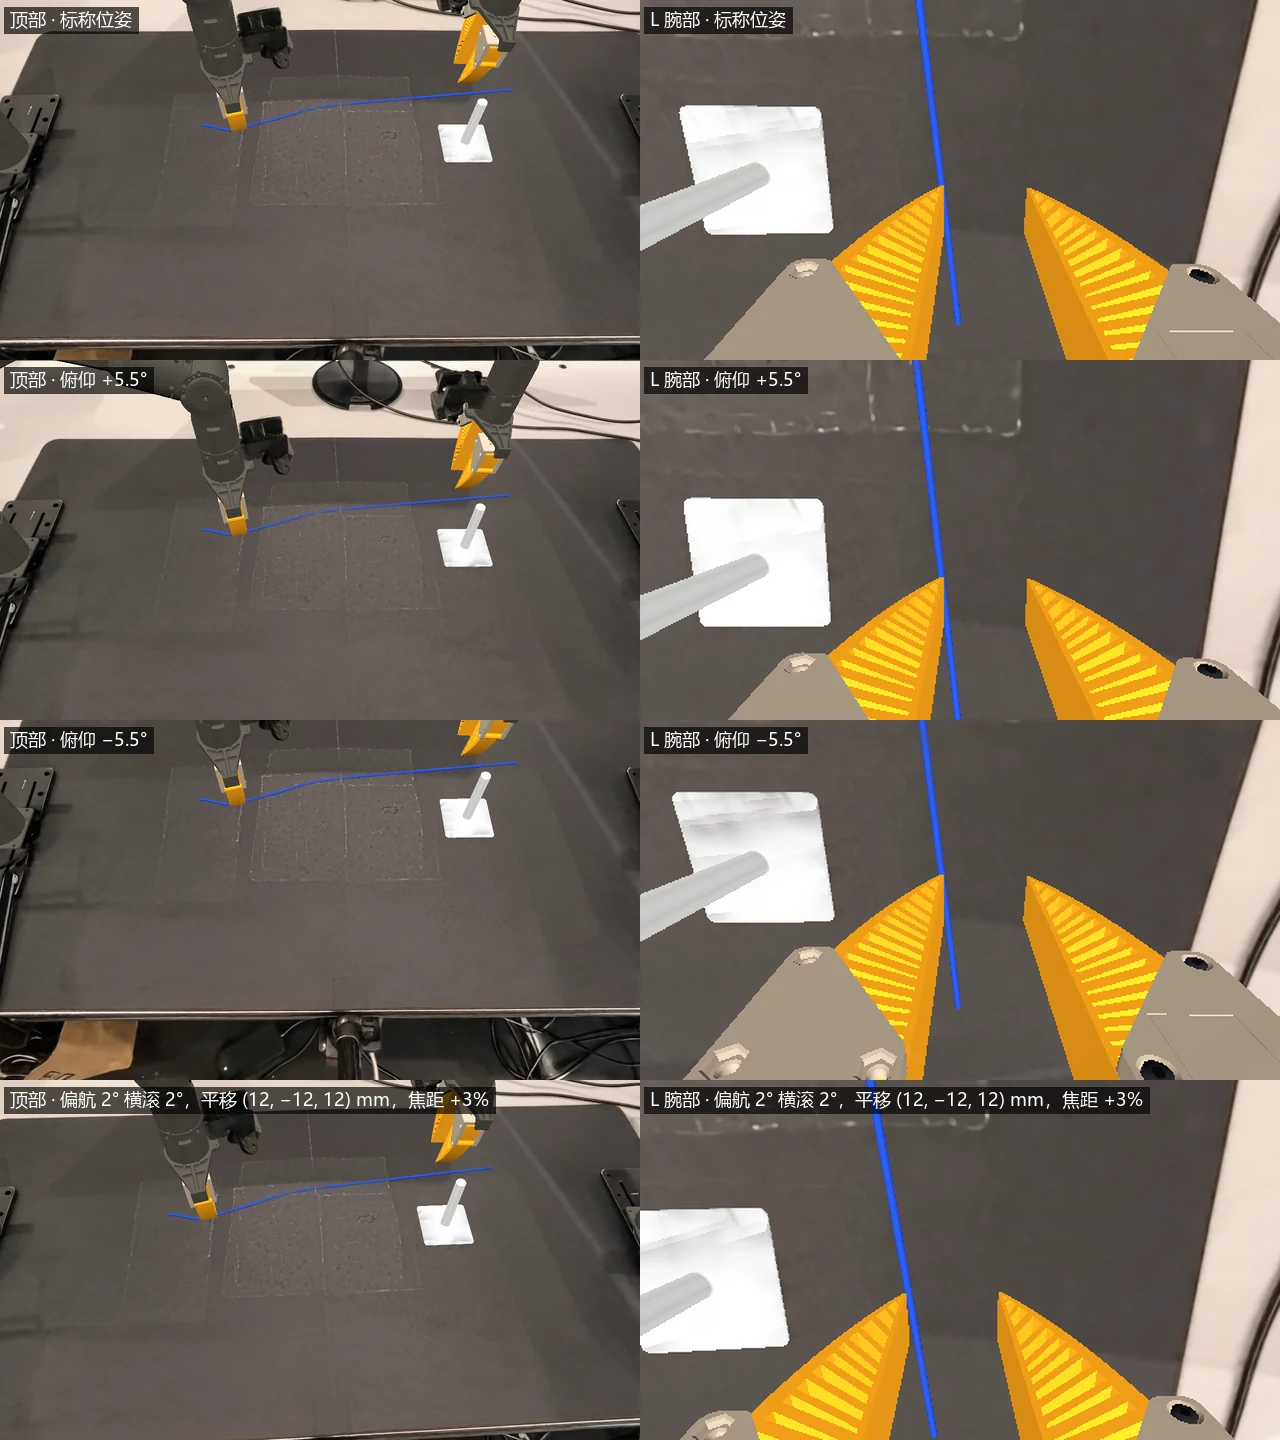 顶部 · 标称位姿
L 腕部 · 标称位姿
顶部 · 俯仰 +5.5°
L 腕部 · 俯仰 +5.5°
顶部 · 俯仰 −5.5°
L 腕部 · 俯仰 −5.5°
顶部 · 偏航 2° 横滚 2°，平移 (12, −12, 12) mm，焦距 +3%
L 腕部 · 偏航 2° 横滚 2°，平移 (12, −12, 12) mm，焦距 +3%